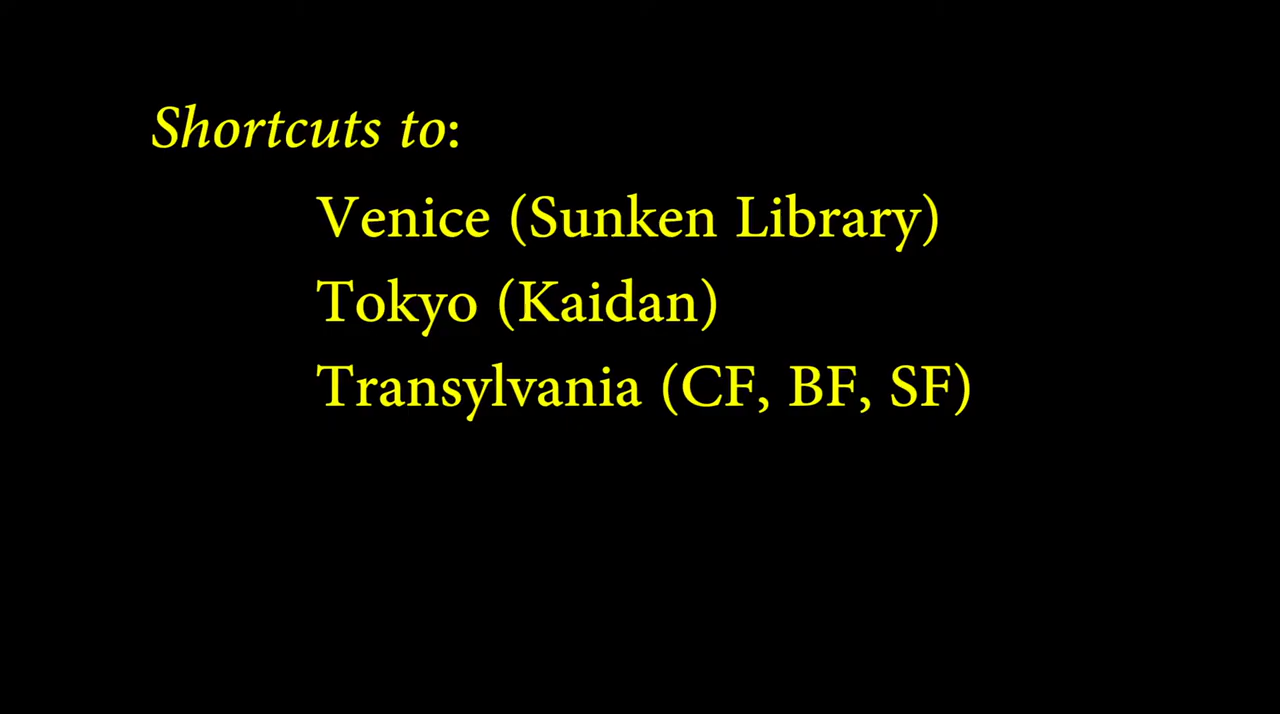 Shortcuts to:
Venice (Sunken Library)
Tokyo (Kaidan)
Transylvania (CF, BF, SF)